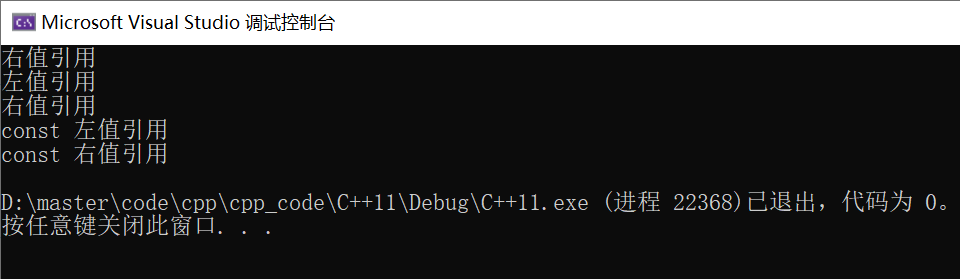 Microsoft Visual Studio 调试控制台
右值引用
左值引用
右值引用
const 左值引用
const 右值引用
D:\master\code\cpp\cpp_code\C++11\Debug\C++11.exe (进程 22368)已退出，代码为 0。
按任意键关闭此窗口. . .